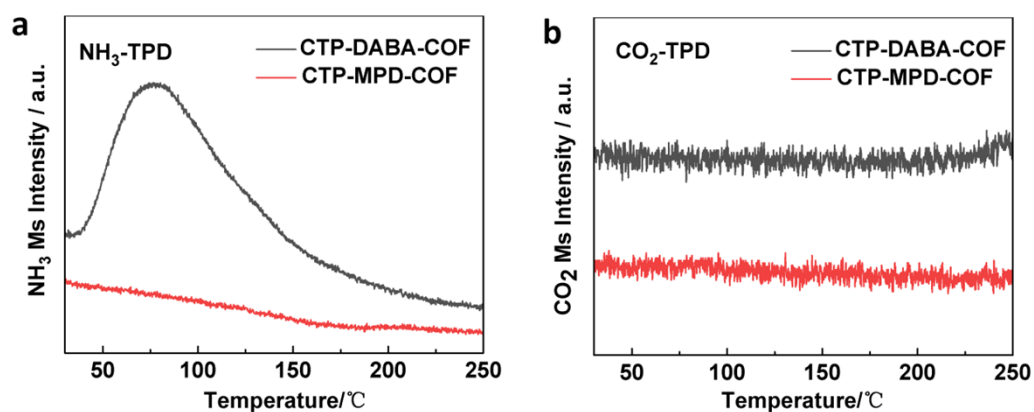 a
NH₃-TPD
CTP-DABA-COF
CTP-MPD-COF
NH₃ Ms Intensity / a.u.
50 100 150 200 250
Temperature/℃
b
CO₂-TPD
CTP-DABA-COF
CTP-MPD-COF
CO₂ Ms Intensity / a.u.
50 100 150 200 250
Temperature/℃